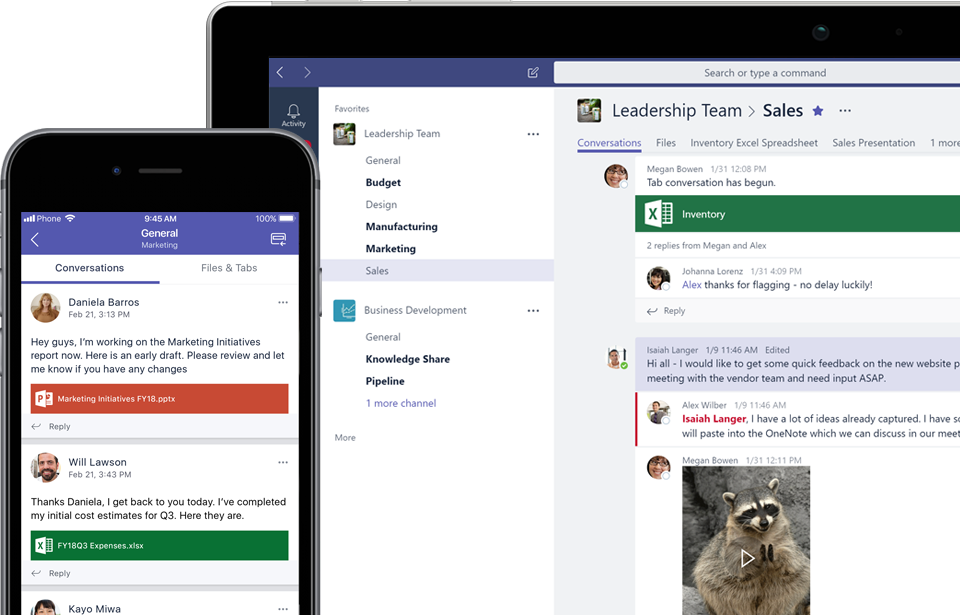 Phone
9:45 AM
100%
General
Marketing
Conversations
Files & Tabs
Daniela Barros
Feb 21, 3:13 PM
Hey guys, I'm working on the Marketing Initiatives
report now. Here is an early draft. Please review and let
me know if you have any changes
Marketing Initiatives FY18.pptx
Reply
Will Lawson
Feb 21, 3:43 PM
Thanks Daniela, I get back to you today. I've completed
my initial cost estimates for Q3. Here they are.
X
FY18Q3 Expenses.xlsx
Reply
Kayo Miwa
Search or type a command
Activity
Favorites
Leadership Team
General
Budget
Design
Manufacturing
Marketing
Sales
Business Development
General
Knowledge Share
Pipeline
1 more channel
More
Leadership Team > Sales
Conversations Files Inventory Excel Spreadsheet Sales Presentation 1 more
Megan Bowen 1/31 12:08 PM
Tab conversation has begun.
X
Inventory
2 replies from Megan and Alex
Johanna Lorenz 1/31 4:09 PM
Alex thanks for flagging - no delay luckily!
Reply
Isaiah Langer 1/9 11:46 AM Edited
Hi all - I would like to get some quick feedback on the new website
meeting with the vendor team and need input ASAP.
Alex Wilber 1/9 11:46 AM
Isaiah Langer, I have a lot of ideas already captured. I have
will paste into the OneNote which we can discuss in our
Megan Bowen 1/31 12:11 PM